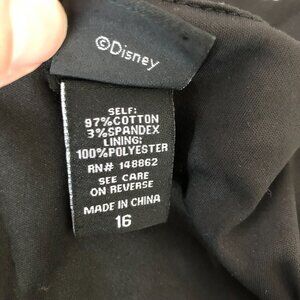 ©Disney
SELF:
97%COTTON
3%SPANDEX
LINING:
100%POLYESTER
RN# 148862
SEE CARE
ON REVERSE
MADE IN CHINA
16